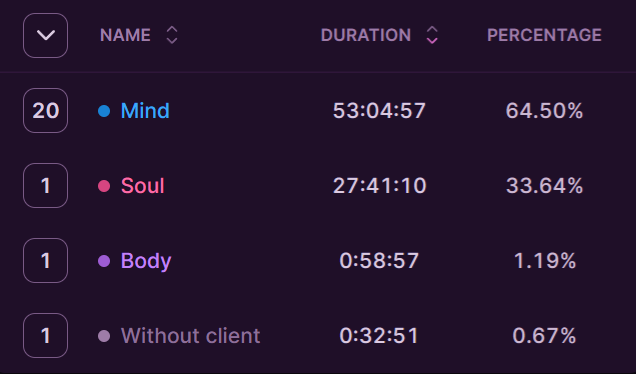 NAME DURATION PERCENTAGE
20 Mind 53:04:57 64.50%
1 Soul 27:41:10 33.64%
1 Body 0:58:57 1.19%
1 Without client 0:32:51 0.67%